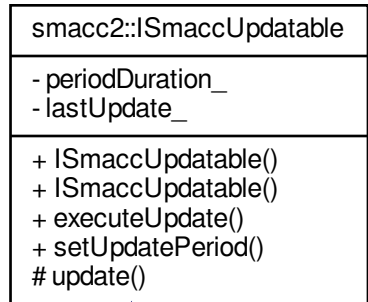 smacc2::ISmaccUpdatable
- periodDuration_
- lastUpdate_
+ ISmaccUpdatable()
+ ISmaccUpdatable()
+ executeUpdate()
+ setUpdatePeriod()
# update()